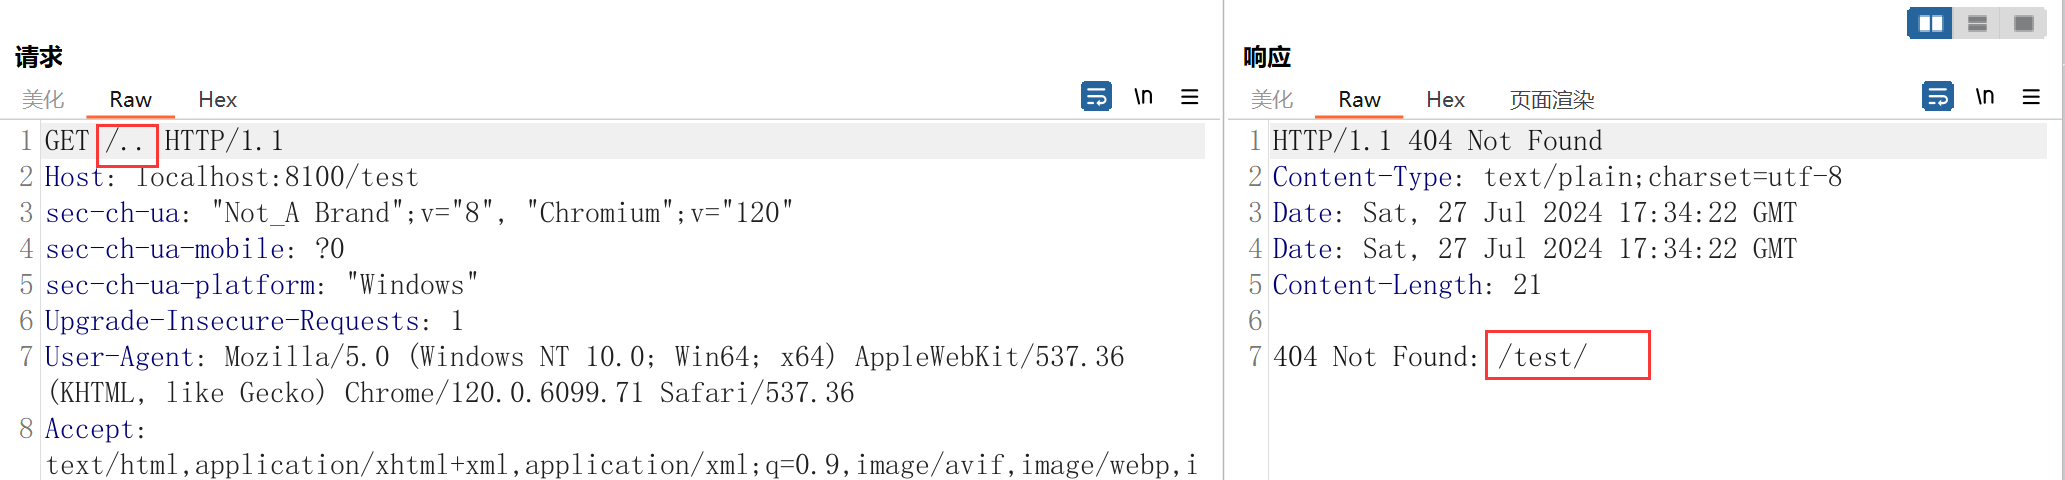 请求
美化 Raw Hex \n
1 GET /.. HTTP/1.1
2 Host: localhost:8100/test
3 sec-ch-ua: "Not_A Brand";v="8", "Chromium";v="120"
4 sec-ch-ua-mobile: ?0
5 sec-ch-ua-platform: "Windows"
6 Upgrade-Insecure-Requests: 1
7 User-Agent: Mozilla/5.0 (Windows NT 10.0; Win64; x64) AppleWebKit/537.36
(KHTML, like Gecko) Chrome/120.0.6099.71 Safari/537.36
8 Accept:
text/html,application/xhtml+xml,application/xml;q=0.9,image/avif,image/webp,i
响应
美化 Raw Hex 页面渲染 \n
1 HTTP/1.1 404 Not Found
2 Content-Type: text/plain;charset=utf-8
3 Date: Sat, 27 Jul 2024 17:34:22 GMT
4 Date: Sat, 27 Jul 2024 17:34:22 GMT
5 Content-Length: 21
6
7 404 Not Found: /test/